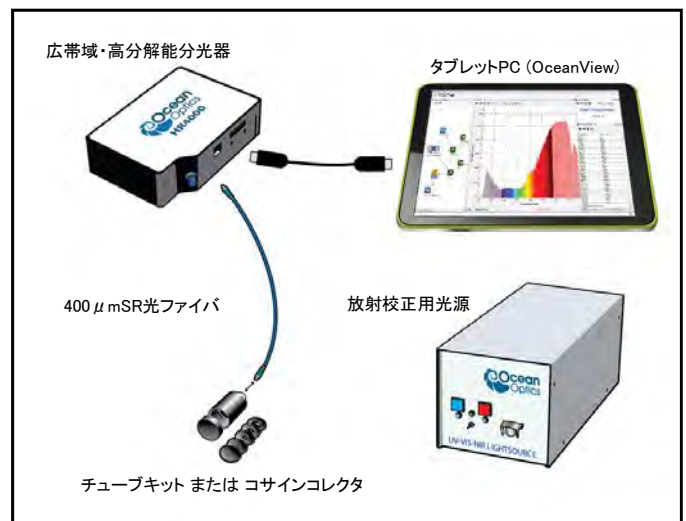 広帯域・高分解能分光器
タブレットPC (OceanView)
Ocean
Optics
HR4000
400μmSR光ファイバ
放射校正用光源
Ocean
Optics
UV-VIS-NIR LIGHTSOURCE
チューブキット または コサインコレクタ